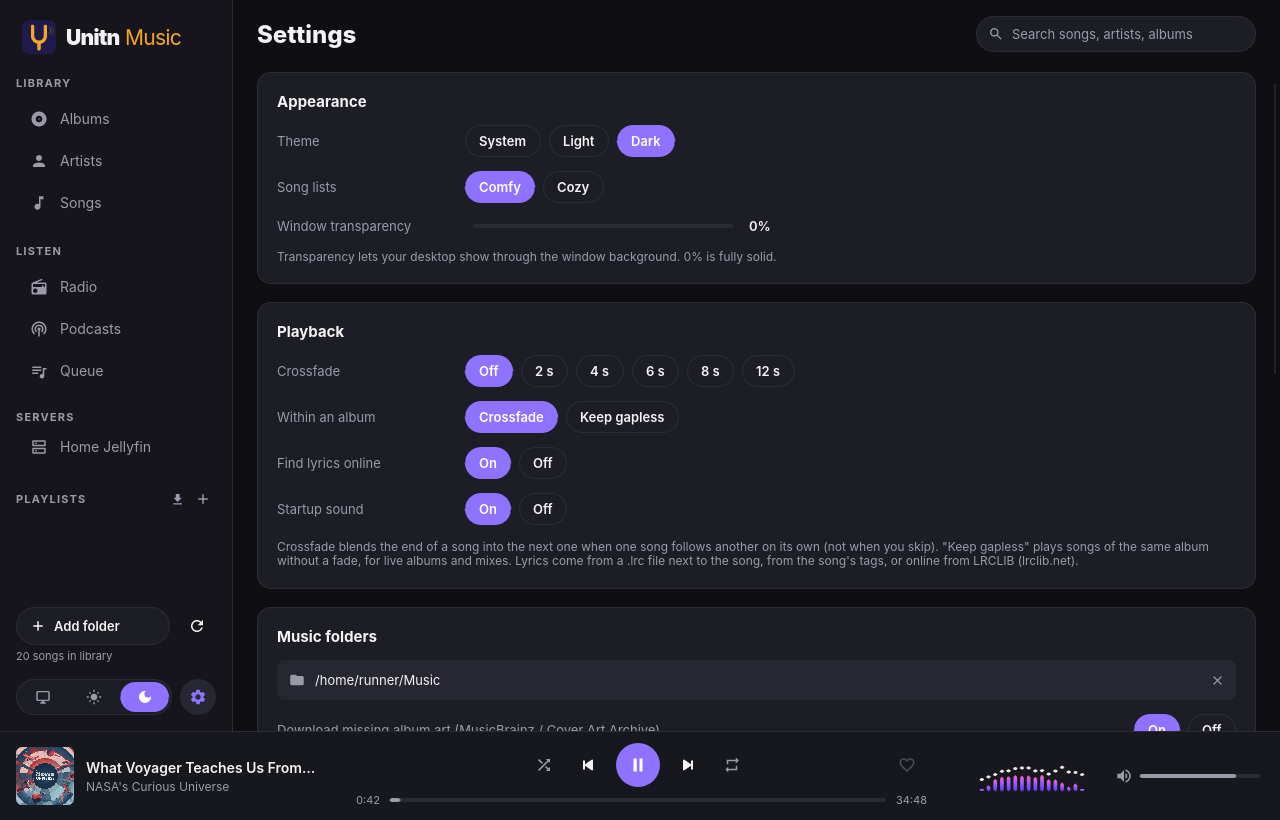 Unitn Music
Settings
Search songs, artists, albums
LIBRARY
Albums
Artists
Songs
LISTEN
Radio
Podcasts
Queue
SERVERS
Home Jellyfin
PLAYLISTS
Add folder
20 songs in library
Appearance
Theme System Light Dark
Song lists Comfy Cozy
Window transparency 0%
Transparency lets your desktop show through the window background. 0% is fully solid.
Playback
Crossfade Off 2 s 4 s 6 s 8 s 12 s
Within an album Crossfade Keep gapless
Find lyrics online On Off
Startup sound On Off
Crossfade blends the end of a song into the next one when one song follows another on its own (not when you skip). "Keep gapless" plays songs of the same album
without a fade, for live albums and mixes. Lyrics come from a .lrc file next to the song, from the song's tags, or online from LRCLIB (lrclib.net).
Music folders
/home/runner/Music
Download missing album art (MusicBrainz / Cover Art Archive) On Off
What Voyager Teaches Us From...
NASA's Curious Universe
0:42
34:48